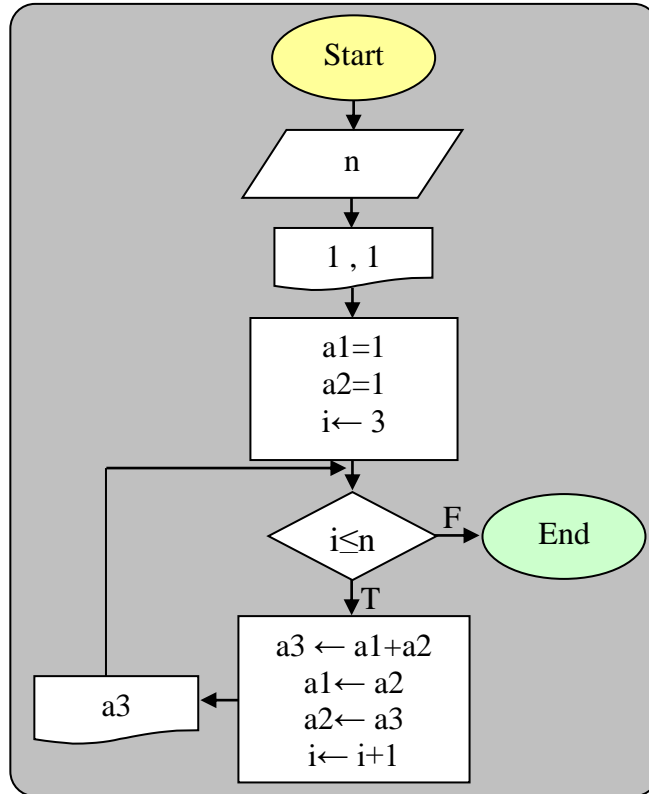 Start
n
1 , 1
a1=1
a2=1
i← 3
i≤n
F
End
T
a3 ← a1+a2
a1← a2
a2← a3
i← i+1
a3